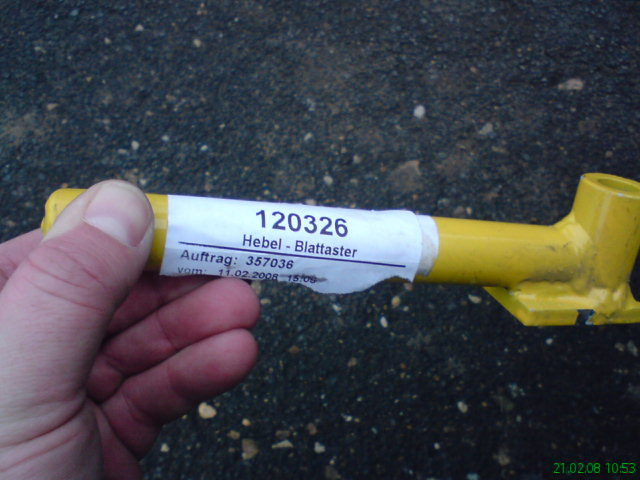 120326
Hebel - Blattaster
Auftrag: 357036
vom: 11.02.2008 15:09
21.02.08 10:53